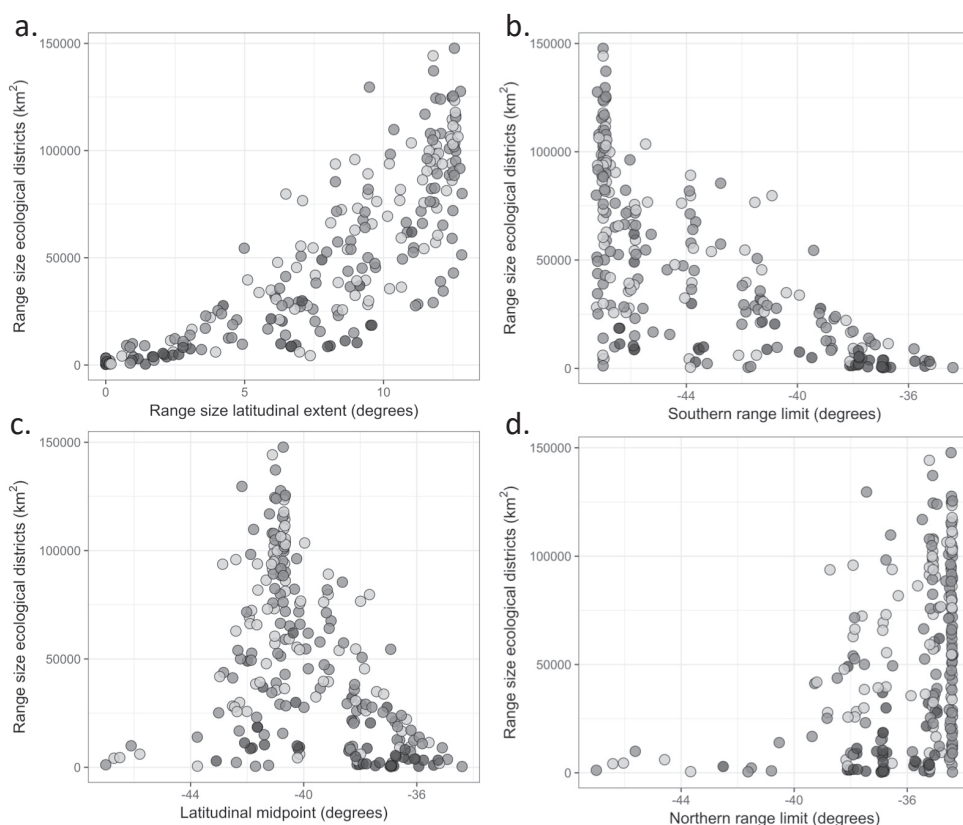 a.
Range size ecological districts (km²)
150000
100000
50000
0
0 5 10
Range size latitudinal extent (degrees)
b.
Range size ecological districts (km²)
150000
100000
50000
0
-44 -40 -36
Southern range limit (degrees)
c.
Range size ecological districts (km²)
150000
100000
50000
0
-44 -40 -36
Latitudinal midpoint (degrees)
d.
Range size ecological districts (km²)
150000
100000
50000
0
-44 -40 -36
Northern range limit (degrees)